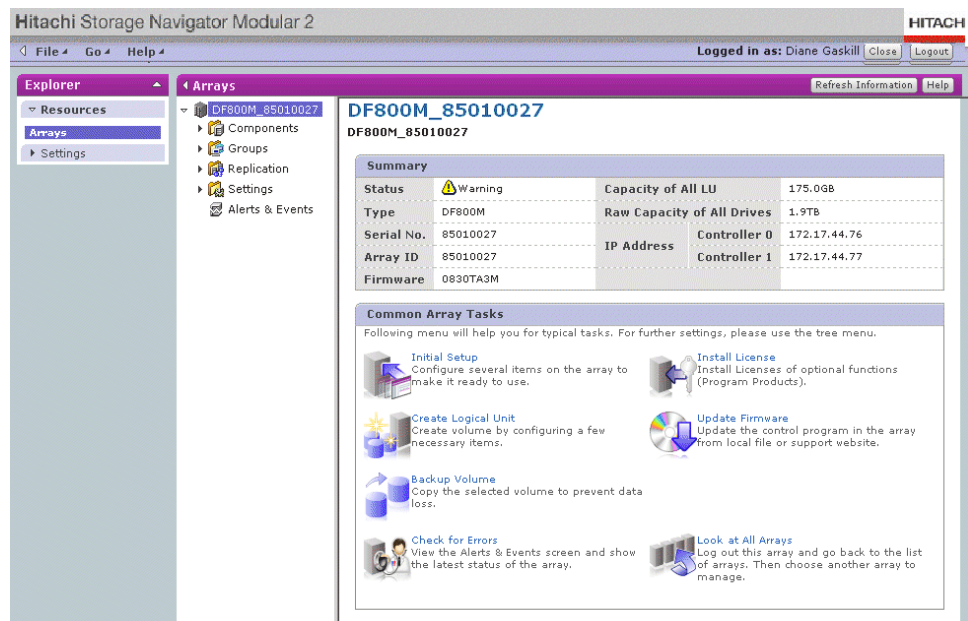 Hitachi Storage Navigator Modular 2
HITACH
File Go Help
Logged in as: Diane Gaskill Close Logout
Explorer
Resources
Arrays
Settings
Arrays
Refresh Information Help
DF800M_85010027
Components
Groups
Replication
Settings
Alerts & Events
DF800M_85010027
DF800M_85010027
Summary
Status Warning Capacity of All LU 175.0GB
Type DF800M Raw Capacity of All Drives 1.9TB
Serial No. 85010027 IP Address Controller 0 172.17.44.76
Array ID 85010027 Controller 1 172.17.44.77
Firmware 0830TA3M
Common Array Tasks
Following menu will help you for typical tasks. For further settings, please use the tree menu.
Initial Setup
Configure several items on the array to
make it ready to use.
Install License
Install Licenses of optional functions
(Program Products).
Create Logical Unit
Create volume by configuring a few
necessary items.
Update Firmware
Update the control program in the array
from local file or support website.
Backup Volume
Copy the selected volume to prevent data
loss.
Check for Errors
View the Alerts & Events screen and show
the latest status of the array.
Look at All Arrays
Log out this array and go back to the list
of arrays. Then choose another array to
manage.